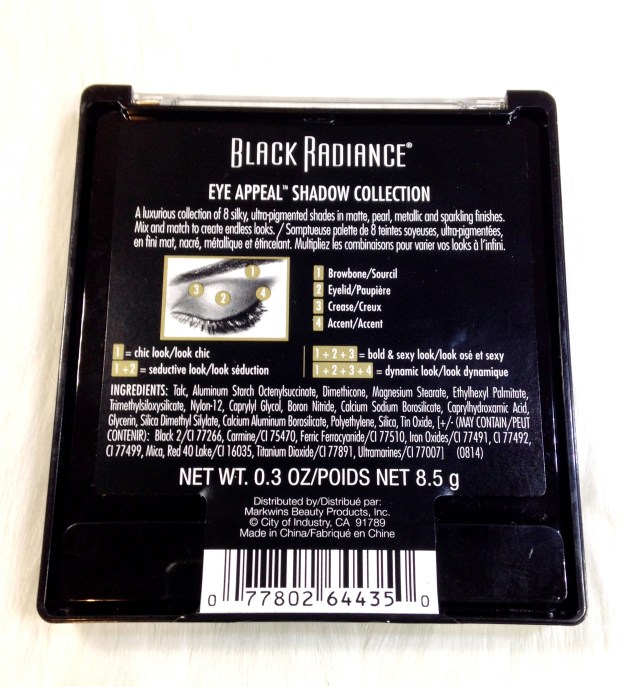 BLACK RADIANCE®
EYE APPEAL™ SHADOW COLLECTION
A luxurious collection of 8 silky, ultra-pigmented shades in matte, pearl, metallic and sparkling finishes.
Mix and match to create endless looks. / Somptueuse palette de 8 teintes soyeuses, ultra-pigmentées,
en fini mat, nacré, métallique et étincelant. Multipliez les combinaisons pour varier vos looks à l'infini.
1
3
2
4
1 Browbone/Sourcil
2 Eyelid/Paupière
3 Crease/Creux
4 Accent/Accent
1 = chic look/look chic
1 + 2 = seductive look/look séduction
1 + 2 + 3 = bold & sexy look/look osé et sexy
1 + 2 + 3 + 4 = dynamic look/look dynamique
INGREDIENTS: Talc, Aluminum Starch Octenylsuccinate, Dimethicone, Magnesium Stearate, Ethylhexyl Palmitate,
Trimethylsiloxysilicate, Nylon-12, Caprylyl Glycol, Boron Nitride, Calcium Sodium Borosilicate, Caprylhydroxamic Acid,
Glycerin, Silica Dimethyl Silylate, Calcium Aluminum Borosilicate, Polyethylene, Silica, Tin Oxide, [+/- (MAY CONTAIN/PEUT
CONTENIR): Black 2/CI 77266, Carmine/CI 75470, Ferric Ferrocyanide/CI 77510, Iron Oxides/CI 77491, CI 77492,
CI 77499, Mica, Red 40 Lake/CI 16035, Titanium Dioxide/CI 77891, Ultramarines/CI 77007] (0814)
NET WT. 0.3 OZ/POIDS NET 8.5 g
Distributed by/Distribué par:
Markwins Beauty Products, Inc.
© City of Industry, CA 91789
Made in China/Fabriqué en Chine
0 77802 64435 0